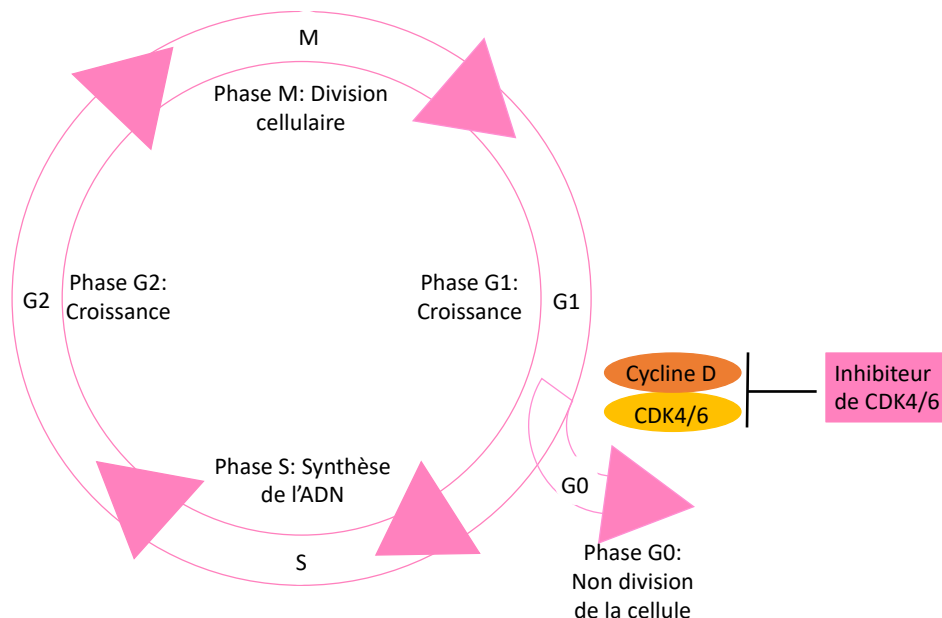 M
Phase M: Division
cellulaire
G2
Phase G2:
Croissance
Phase G1:
Croissance
G1
Cycline D
CDK4/6
Inhibiteur
de CDK4/6
Phase S: Synthèse
de l’ADN
G0
S
Phase G0:
Non division
de la cellule